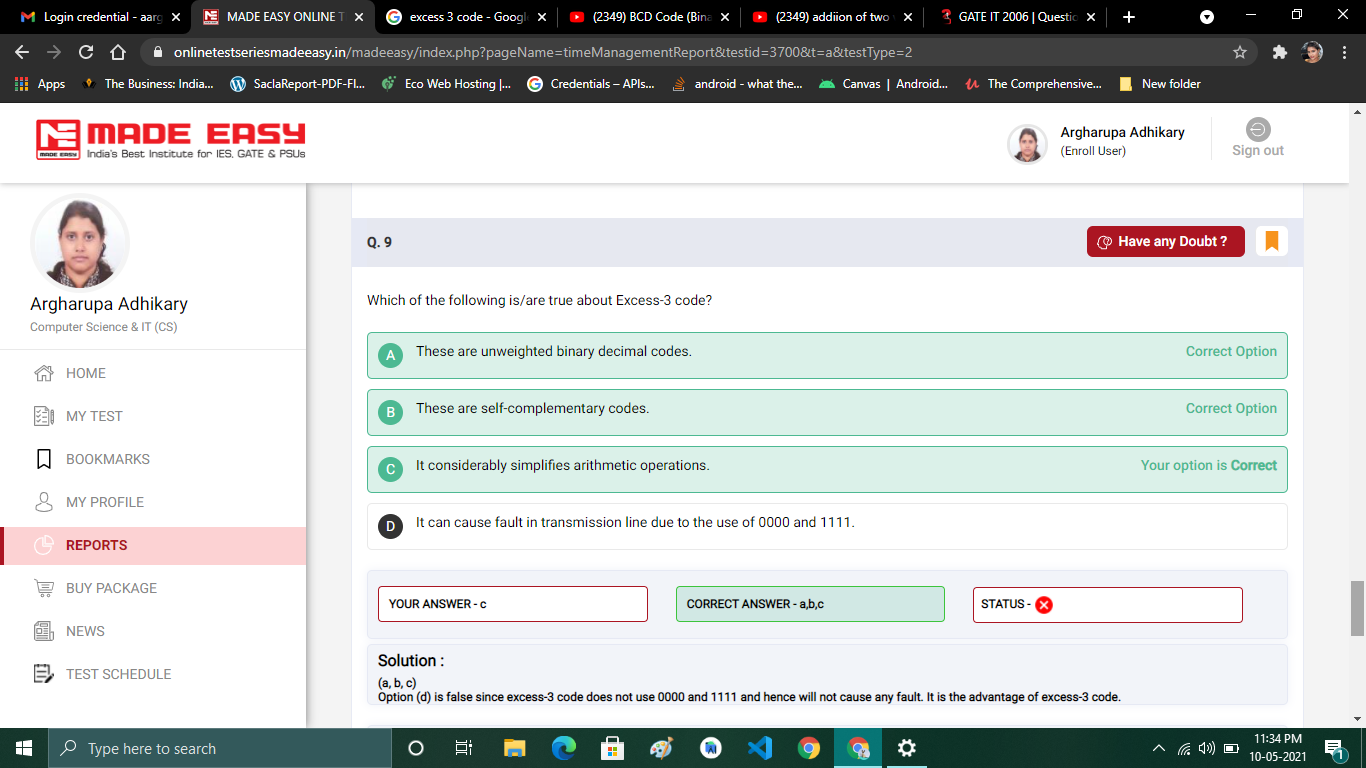 Login credential - aarg
MADE EASY ONLINE T
excess 3 code - Googl
(2349) BCD Code (Bina
(2349) addiion of two
GATE IT 2006 | Questic
onlinetestseriesmadeeasy.in/madeeasy/index.php?pageName=timeManagementReport&testid=3700&t=a&testType=2
Apps
The Business: India...
SaclaReport-PDF-Fl...
Eco Web Hosting |...
Credentials – APIs...
android - what the...
Canvas | Android...
The Comprehensive...
New folder
MADE EASY
MADE EASY
India's Best Institute for IES, GATE & PSUs
Argharupa Adhikary
(Enroll User)
Sign out
Argharupa Adhikary
Computer Science & IT (CS)
HOME
MY TEST
BOOKMARKS
MY PROFILE
REPORTS
BUY PACKAGE
NEWS
TEST SCHEDULE
Q. 9
Have any Doubt ?
Which of the following is/are true about Excess-3 code?
A These are unweighted binary decimal codes. Correct Option
B These are self-complementary codes. Correct Option
C It considerably simplifies arithmetic operations. Your option is Correct
D It can cause fault in transmission line due to the use of 0000 and 1111.
YOUR ANSWER - c
CORRECT ANSWER - a,b,c
STATUS -
Solution :
(a, b, c)
Option (d) is false since excess-3 code does not use 0000 and 1111 and hence will not cause any fault. It is the advantage of excess-3 code.
Type here to search
11:34 PM
10-05-2021
1